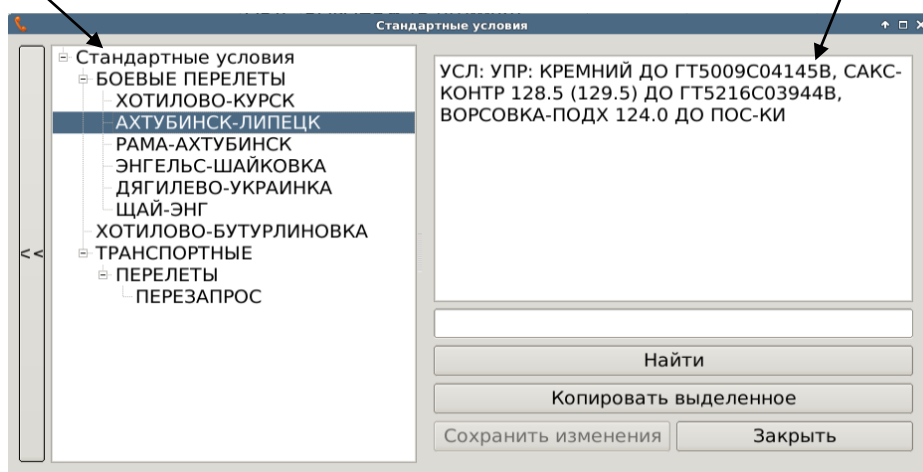 Стандартные условия
Стандартные условия
БОЕВЫЕ ПЕРЕЛЕТЫ
ХОТИЛОВО-КУРСК
АХТУБИНСК-ЛИПЕЦК
РАМА-АХТУБИНСК
ЭНГЕЛЬС-ШАЙКОВКА
ДЯГИЛЕВО-УКРАИНКА
ЩАЙ-ЭНГ
ХОТИЛОВО-БУТУРЛИНОВКА
ТРАНСПОРТНЫЕ
ПЕРЕЛЕТЫ
ПЕРЕЗАПРОС
<<
УСЛ: УПР: КРЕМНИЙ ДО ГТ5009С04145В, САКС-
КОНТР 128.5 (129.5) ДО ГТ5216С03944В,
ВОРСОВКА-ПОДХ 124.0 ДО ПОС-КИ
Найти
Копировать выделенное
Сохранить изменения
Закрыть